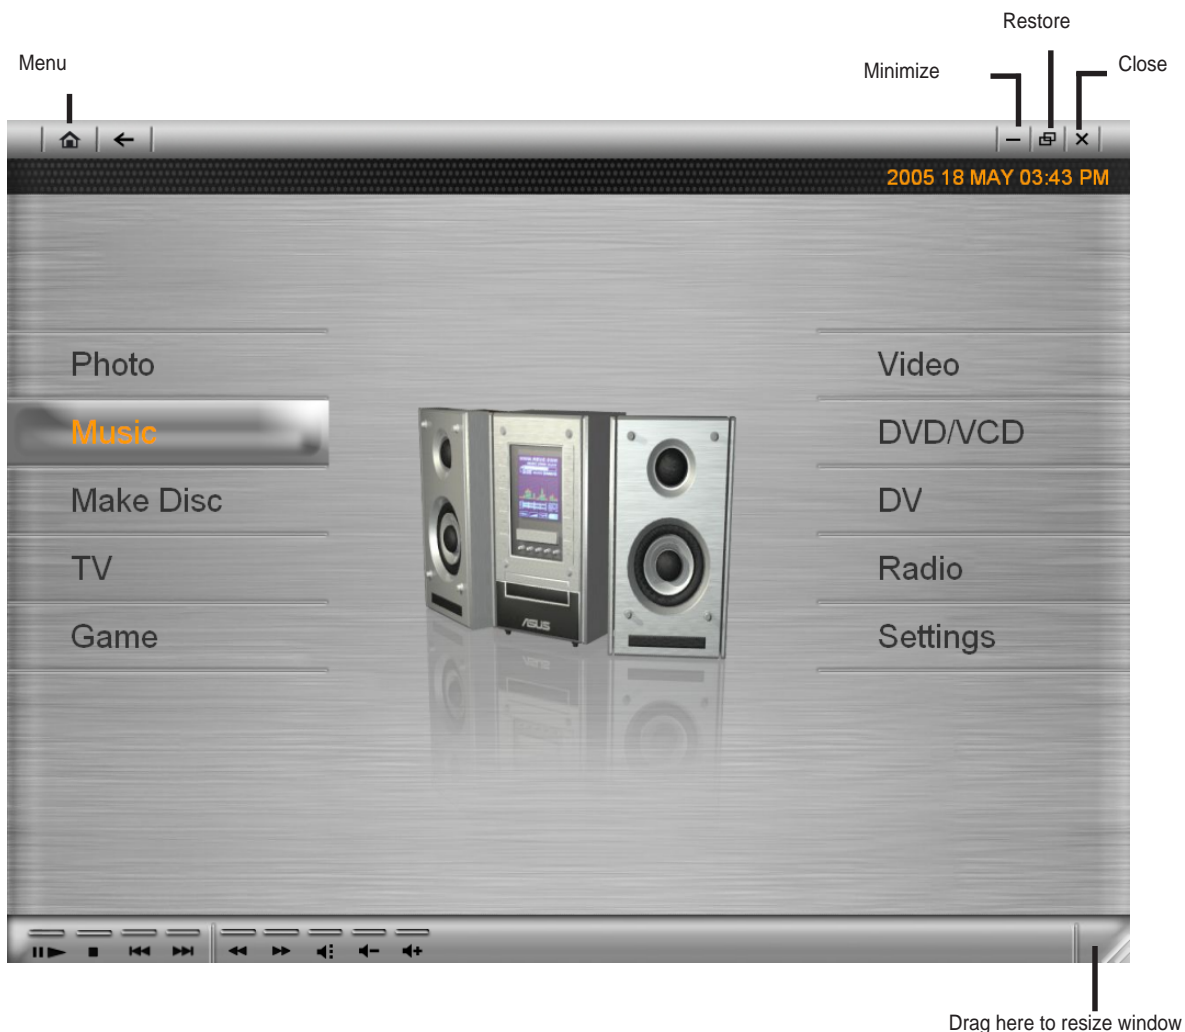 Restore
Menu
Minimize
Close
2005 18 MAY 03:43 PM
Photo
Video
Music
DVD/VCD
Make Disc
DV
TV
Radio
Game
Settings
ASUS
Drag here to resize window